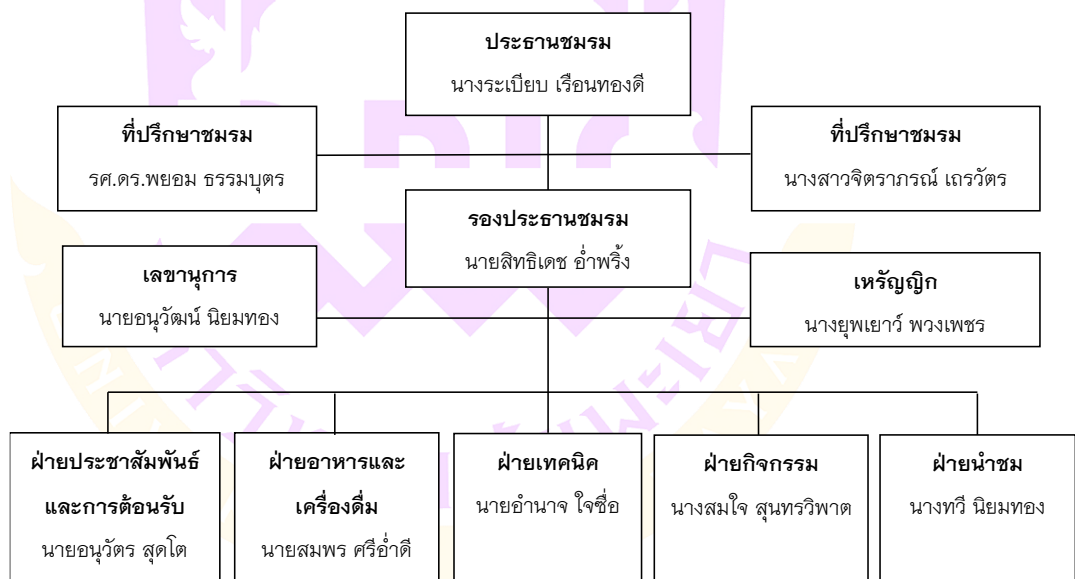 ประธานชมรม
นางระเบียบ เรือนทองดี
ที่ปรึกษาชมรม
รศ.ดร.พยอม ธรรมบุตร
ที่ปรึกษาชมรม
นางสาวจิตราภรณ์ เถรวัตร
รองประธานชมรม
นายสิทธิเดช อ่ำพริ้ง
เลขานุการ
นายอนุวัฒน์ นิยมทอง
เหรัญญิก
นางยุพเยาว์ พวงเพชร
ฝ่ายประชาสัมพันธ์
และการต้อนรับ
นายอนุวัตร สุดโต
ฝ่ายอาหารและ
เครื่องดื่ม
นายสมพร ศรีอ่ำดี
ฝ่ายเทคนิค
นายอำนาจ ใจซื่อ
ฝ่ายกิจกรรม
นางสมใจ สุนทรวิพาต
ฝ่ายนำชม
นางทวี นิยมทอง